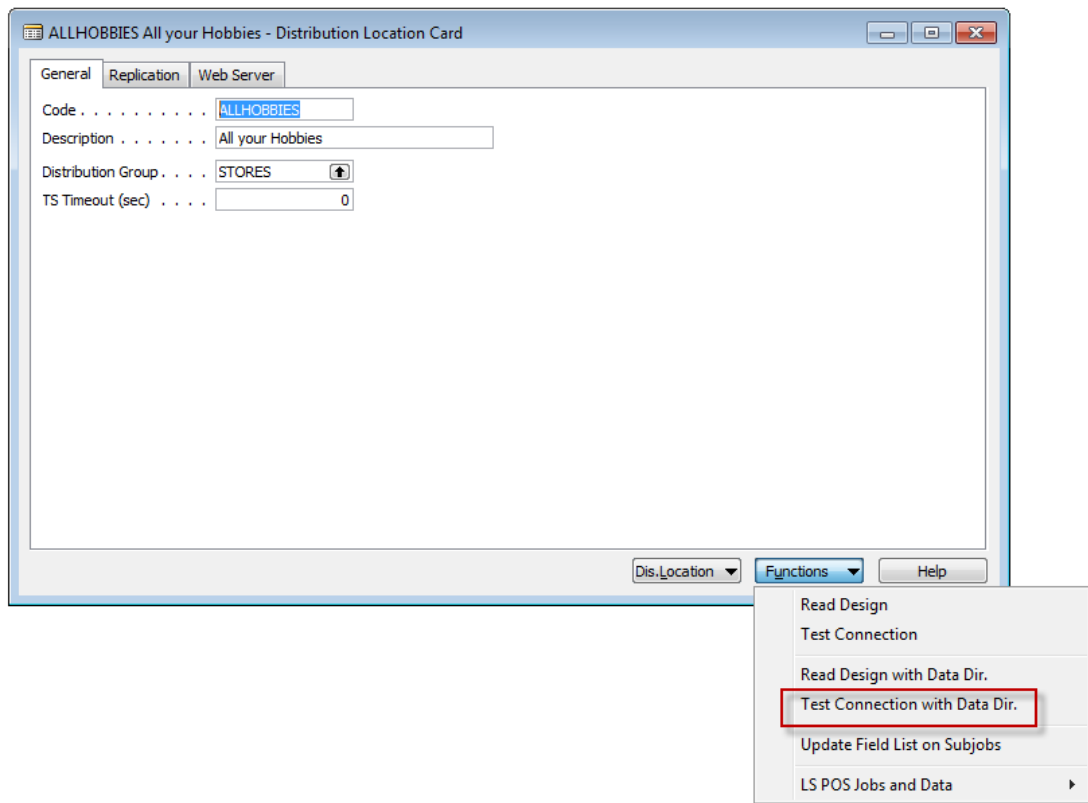 ALLHOBBIES All your Hobbies - Distribution Location Card
General Replication Web Server
Code . . . . . . . . . . ALLHOBBIES
Description . . . . . . . All your Hobbies
Distribution Group . . . . STORES
TS Timeout (sec) . . . . 0
Dis.Location Functions Help
Read Design
Test Connection
Read Design with Data Dir.
Test Connection with Data Dir.
Update Field List on Subjobs
LS POS Jobs and Data